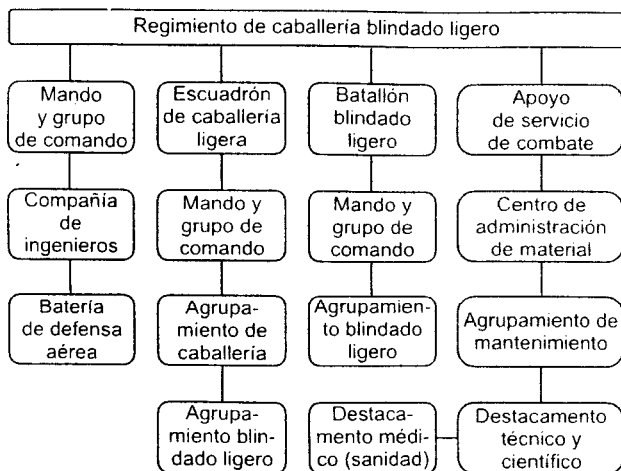 Regimiento de caballería blindado ligero
Mando
y grupo
de comando
Escuadrón
de caballería
ligera
Batallón
blindado
ligero
Apoyo
de servicio
de combate
Compañía
de
ingenieros
Mando y
grupo de
comando
Mando y
grupo de
comando
Centro de
administración
de material
Batería
de defensa
aérea
Agrupa-
miento de
caballería
Agrupamien-
to blindado
ligero
Agrupamiento de
mantenimiento
Agrupa-
miento blin-
dado ligero
Destaca-
mento médi-
co (sanidad)
Destacamento
técnico y
científico